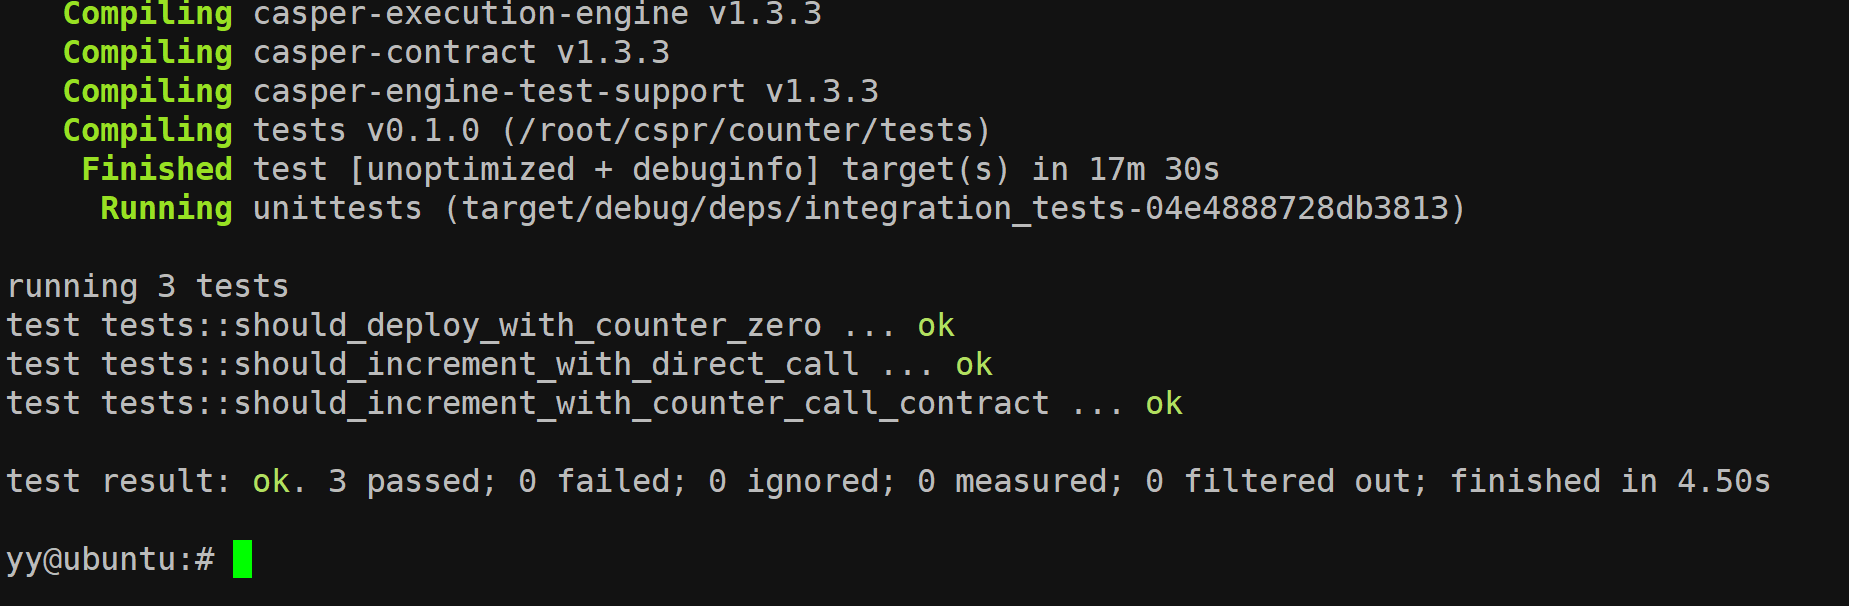 Compiling casper-execution-engine v1.3.3
Compiling casper-contract v1.3.3
Compiling casper-engine-test-support v1.3.3
Compiling tests v0.1.0 (/root/cspr/counter/tests)
Finished test [unoptimized + debuginfo] target(s) in 17m 30s
Running unittests (target/debug/deps/integration_tests-04e4888728db3813)
running 3 tests
test tests::should_deploy_with_counter_zero ... ok
test tests::should_increment_with_direct_call ... ok
test tests::should_increment_with_counter_call_contract ... ok
test result: ok. 3 passed; 0 failed; 0 ignored; 0 measured; 0 filtered out; finished in 4.50s
yy@ubuntu:#